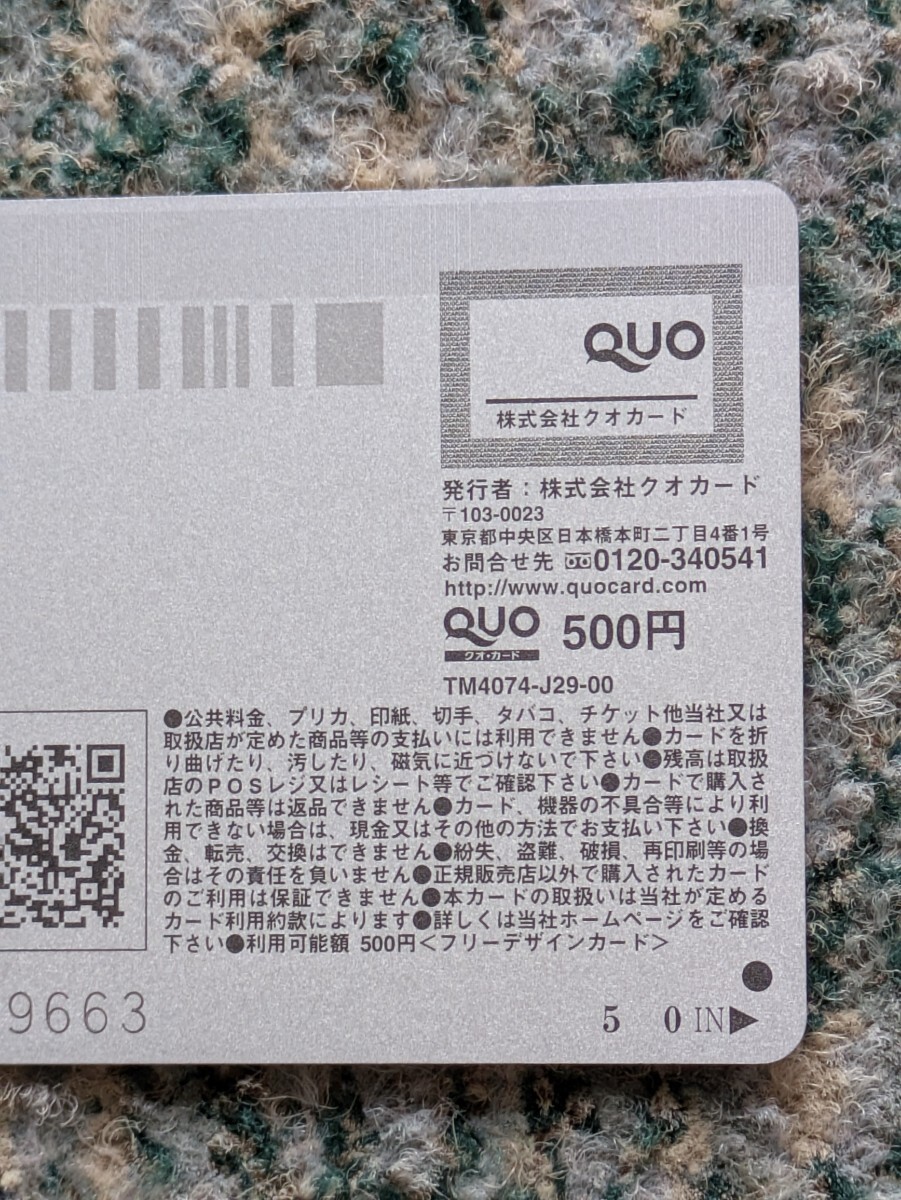 QUO
株式会社クオカード
発行者：株式会社クオカード
〒103-0023
東京都中央区日本橋本町二丁目4番1号
お問合せ先 0120-340541
http://www.quocard.com
QUO 500円
クオ・カード
TM4074-J29-00
●公共料金、プリカ、印紙、切手、タバコ、チケット他当社又は
取扱店が定めた商品等の支払いには利用できません●カードを折
り曲げたり、汚したり、磁気に近づけないで下さい●残高は取扱
店のＰＯＳレジ又はレシート等でご確認下さい●カードで購入さ
れた商品等は返品できません●カード、機器の不具合等により利
用できない場合は、現金又はその他の方法でお支払い下さい●換
金、転売、交換はできません●紛失、盗難、破損、再印刷等の場
合はその責任を負いません●正規販売店以外で購入されたカード
のご利用は保証できません●本カードの取扱いは当社が定める
カード利用約款によります●詳しくは当社ホームページをご確認
下さい●利用可能額 500円＜フリーデザインカード＞
9663
5 0 IN▶